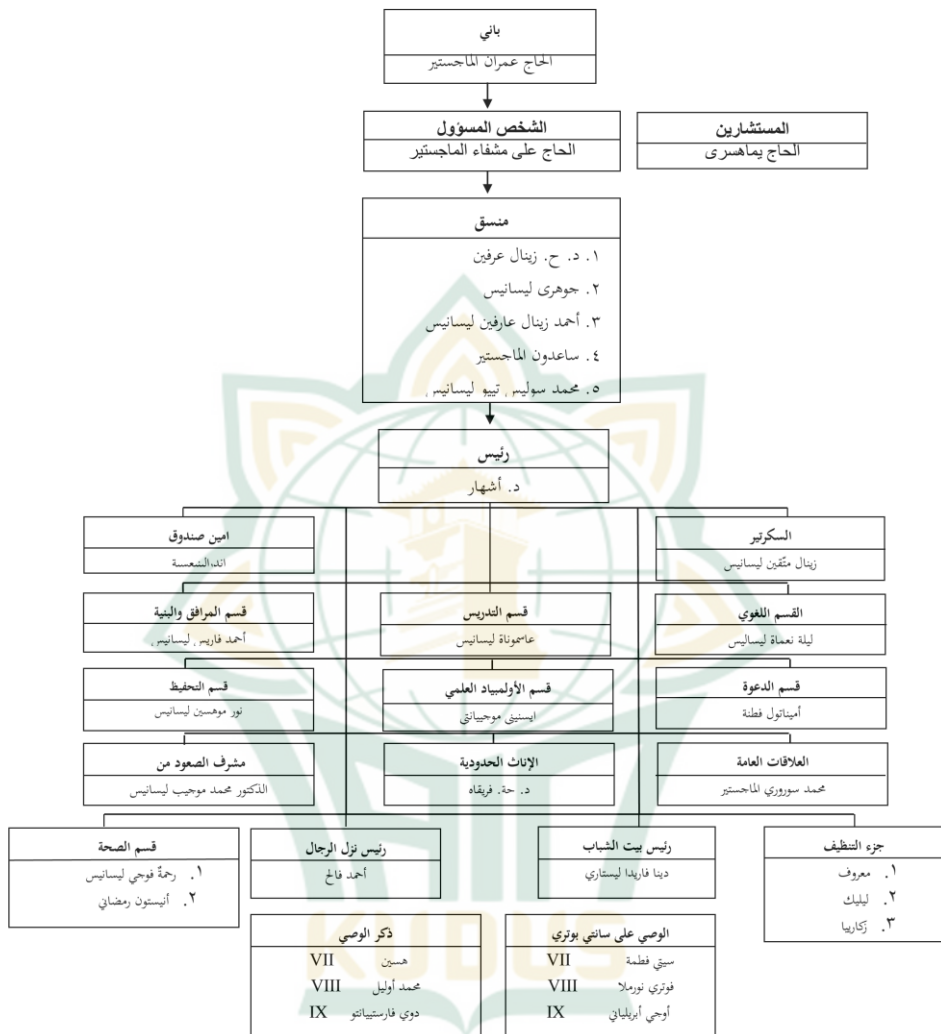 باني
الحاج عمران الماجستير
الشخص المسؤول
الحاج على مشفاء الماجستير
المستشارين
الحاج يماهسرى
منسق
١. د. ح. زينال عرفين
٢. جوهرى ليسانيس
٣. أحمد زينال عارفين ليسانيس
٤. ساعدون الماجستير
٥. محمد سوليس تييو ليسانيس
رئيس
د. أشهار
السكرتير
زينال متّقين ليسانيس
امين صندوق
القسم اللغوي
ليلة نعماة ليساليس
قسم التدريس
عاسموناة ليسانيس
قسم المرافق والبنية
أحمد فاريس ليسانيس
قسم الدعوة
أميناتول فطنة
قسم الأولمبياد العلمي
ايسنيني موجييانتي
قسم التحفيظ
نور موهسين ليسانيس
العلاقات العامة
محمد سوروري الماجستير
الإناث الحدودية
د. حة. فريقاه
مشرف الصعود من
الدكتور محمد موجيب ليسانيس
جزء التنظيف
١. معروف
٢. ليليك
٣. زكارييا
رئيس بيت الشباب
دينا فاريدا ليستاري
رئيس نزل الرجال
أحمد فالح
قسم الصحة
١. رحمةْ فوجي ليسانيس
٢. أنيستون رمضاني
الوصي على سانتي بوتري
سيتي فطمة VII
فوتري نورملا VIII
أوجي أبريلياني IX
ذكر الوصي
هسين VII
محمد أوليل VIII
دوي فارستييانتو IX
KUDUS